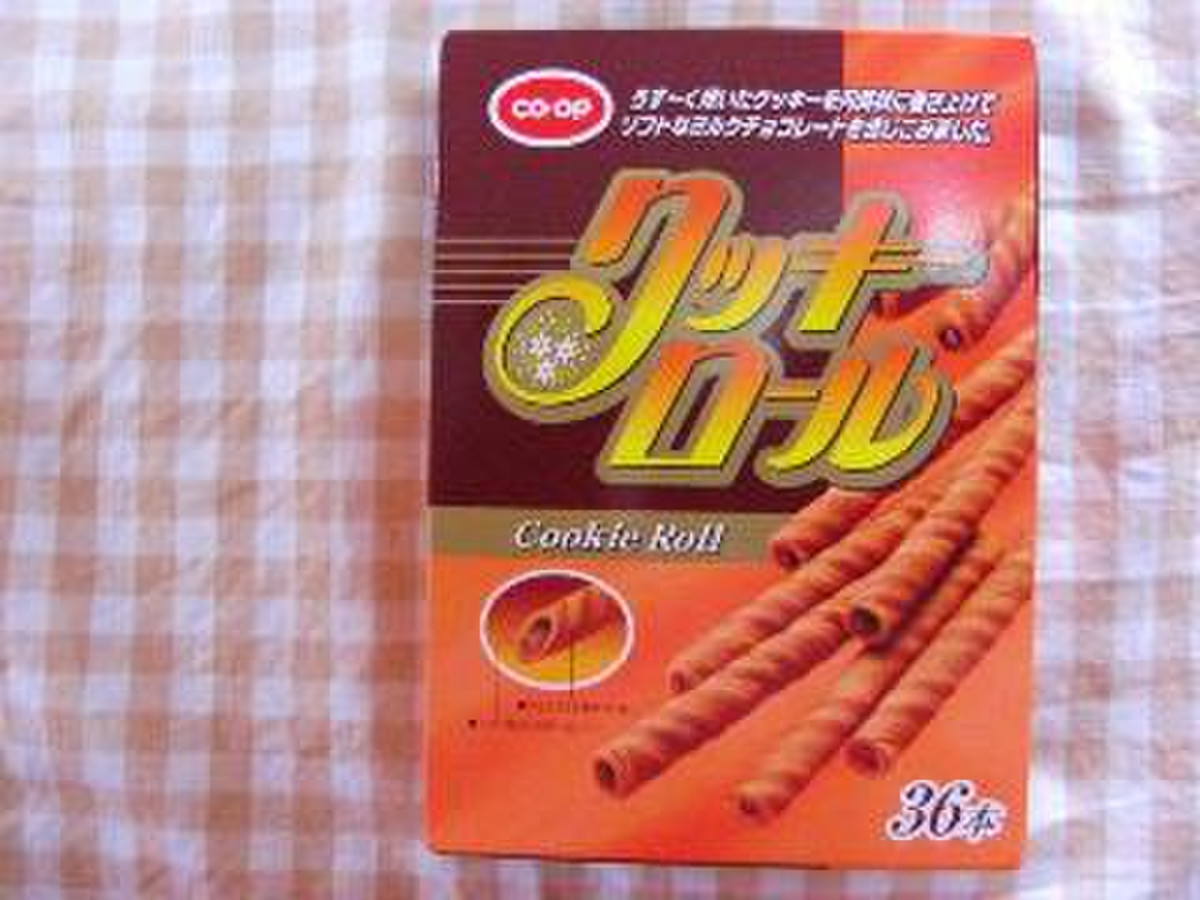 CO·OP
うす〜く焼いたクッキーを円筒状に巻き上げて
ソフトなミルクチョコレートを流しこみました。
クッキ
ロール
Cookie Roll
36本